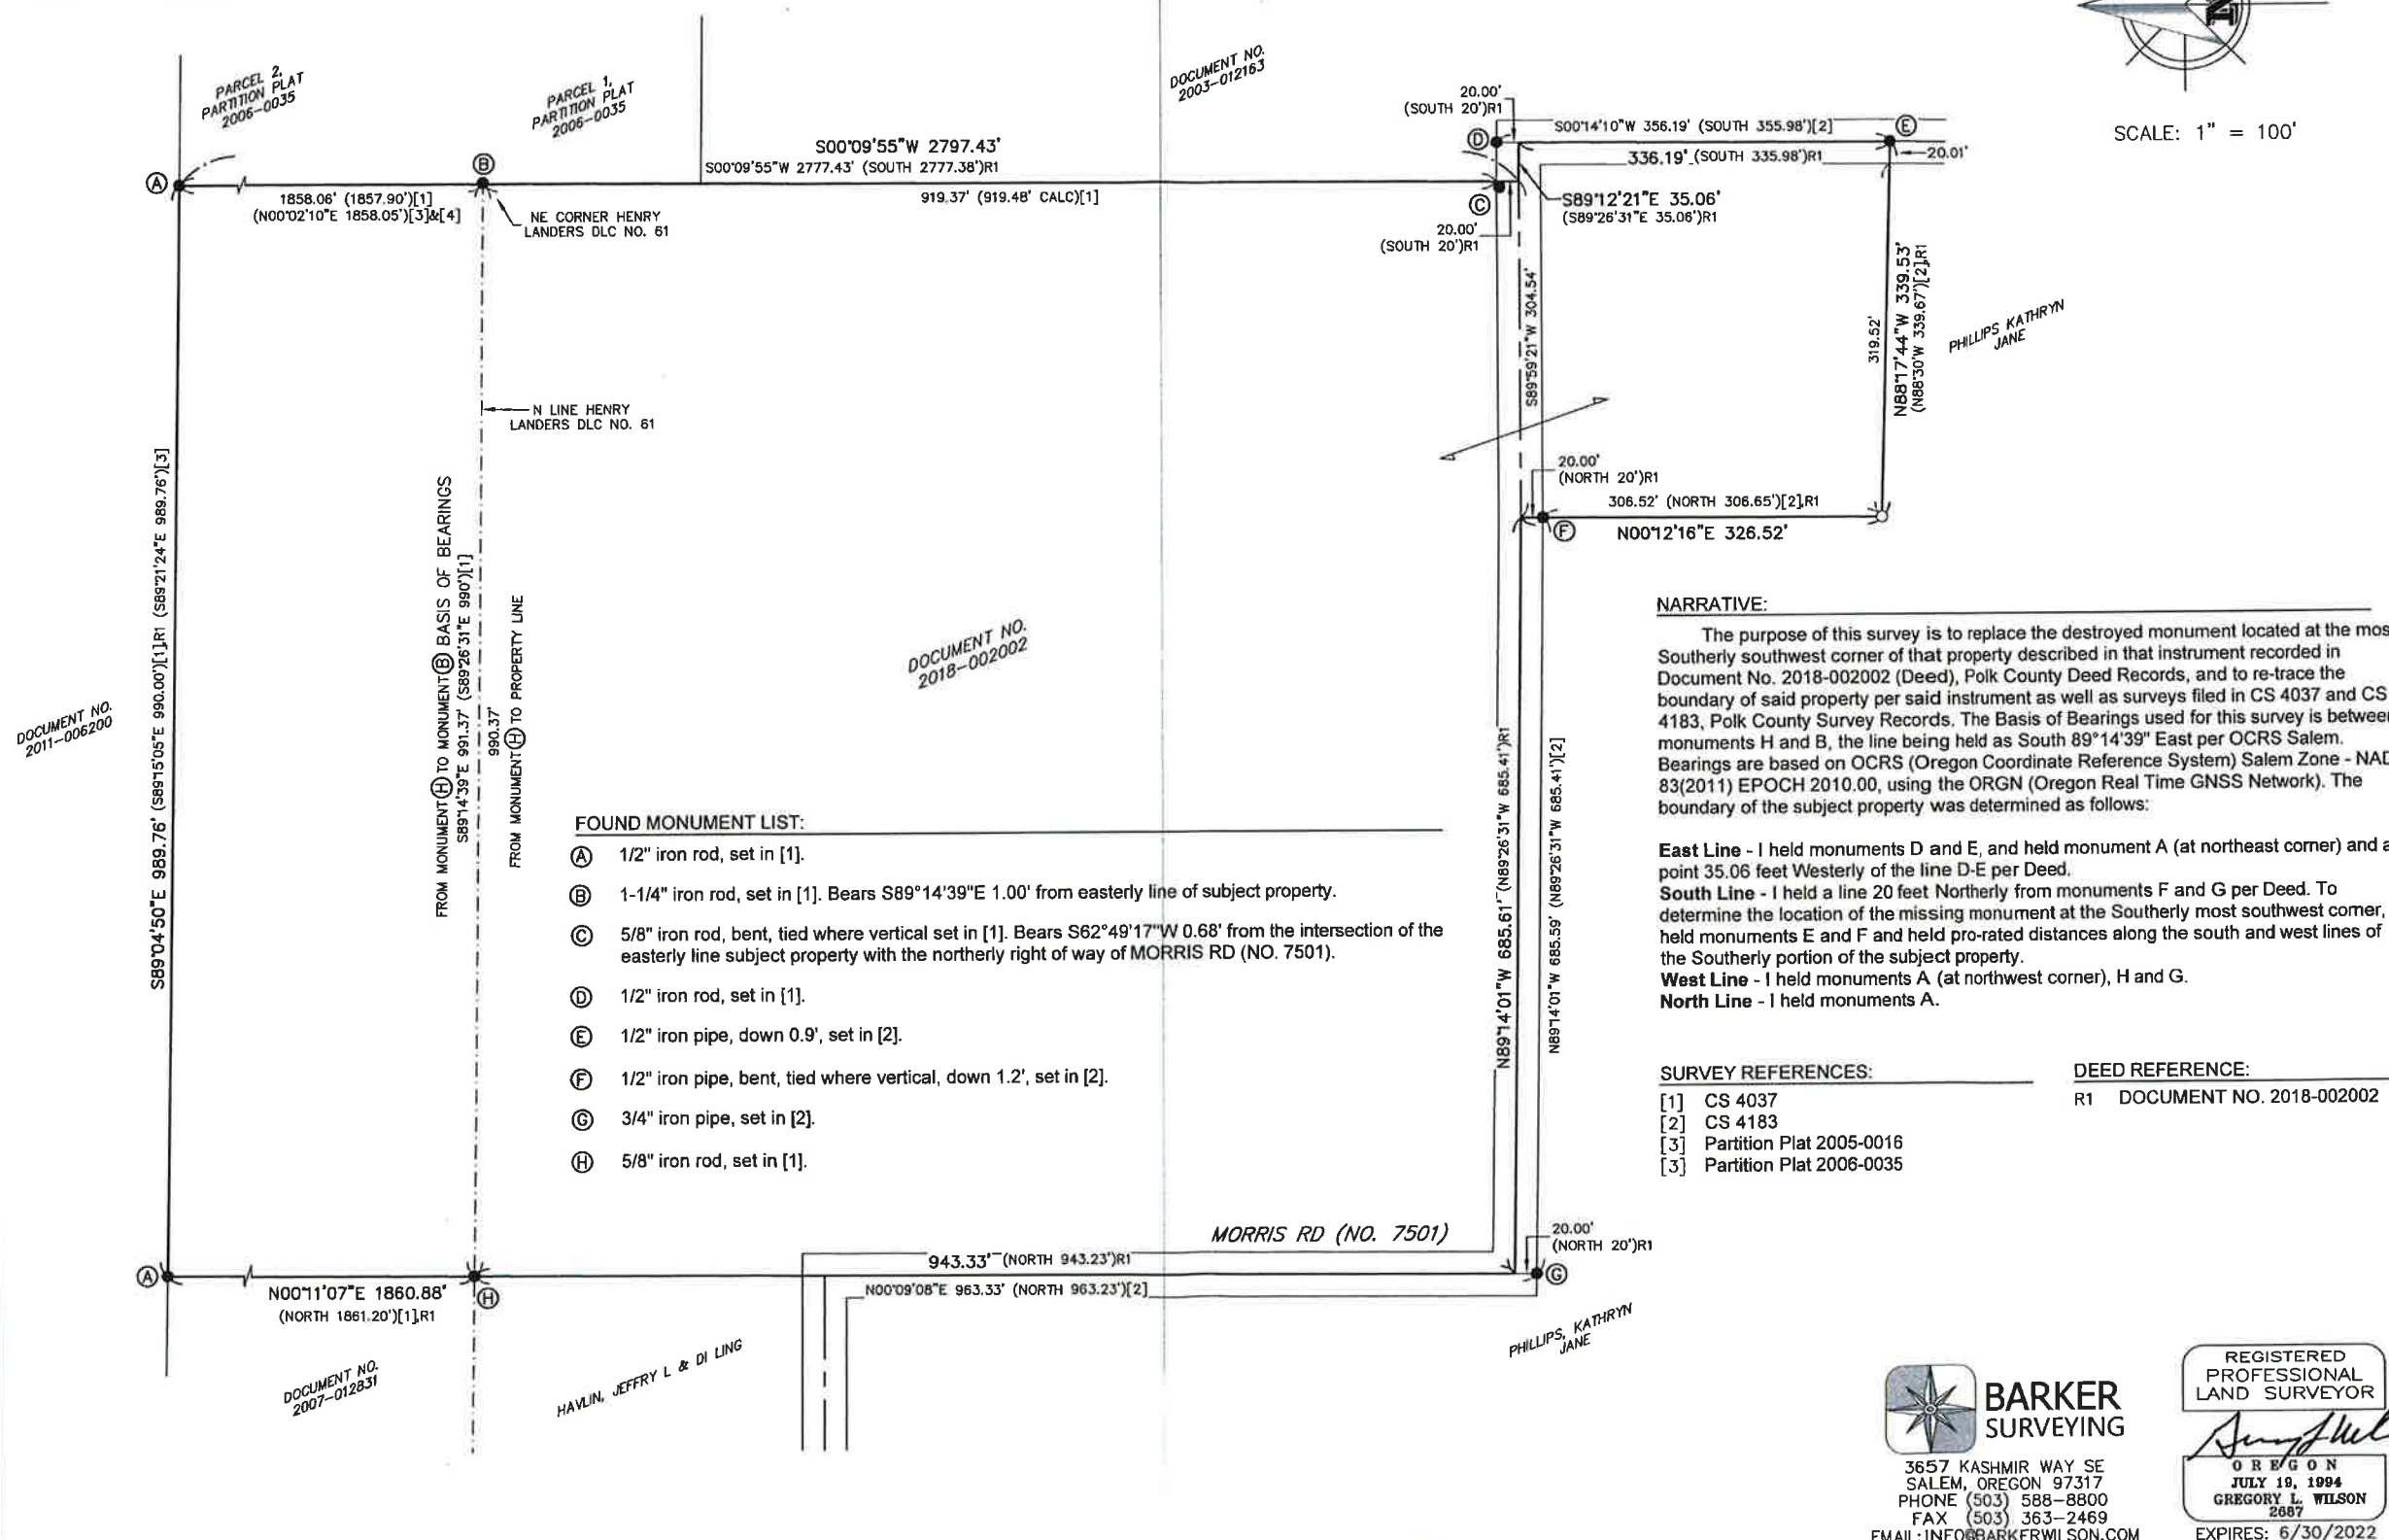 N
SCALE: 1" = 100'
PARCEL 2,
PARTITION PLAT
2006-0035
PARCEL 1,
PARTITION PLAT
2006-0035
DOCUMENT NO.
2003-012163
20.00'
(SOUTH 20')R1
D
S00°14'10"W 356.19' (SOUTH 355.98')[2]
E
336.19' (SOUTH 335.98')R1
20.01'
A
B
S00°09'55"W 2797.43'
S00°09'55"W 2777.43' (SOUTH 2777.38')R1
1858.06' (1857.90')[1]
(N00°02'10"E 1858.05')[3]&[4]
919.37' (919.48' CALC)[1]
NE CORNER HENRY
LANDERS DLC NO. 61
C
20.00'
(SOUTH 20')R1
S89°12'21"E 35.06'
(S89°26'31"E 35.06')R1
S89°59'21"W 304.54'
319.52'
N88°17'44"W 339.53'
(N88°30'W 339.67')[2],R1
PHILLIPS KATHRYN
JANE
N LINE HENRY
LANDERS DLC NO. 61
20.00'
(NORTH 20')R1
306.52' (NORTH 306.65')[2],R1
F
N00°12'16"E 326.52'
DOCUMENT NO.
2011-006200
S89°04'50"E 989.76' (S89°15'05"E 990.00')[1],R1 (S89°21'24"E 989.76')[3]
FROM MONUMENT H TO MONUMENT B BASIS OF BEARINGS
S89°14'39"E 991.37' (S89°26'31"E 990')[1]
990.37'
FROM MONUMENT H TO PROPERTY LINE
DOCUMENT NO.
2018-002002
N89°14'01"W 685.61' (N89°26'31"W 685.41')R1
N89°14'01"W 685.59' (N89°26'31"W 685.41')[2]
FOUND MONUMENT LIST:
A 1/2" iron rod, set in [1].
B 1-1/4" iron rod, set in [1]. Bears S89°14'39"E 1.00' from easterly line of subject property.
C 5/8" iron rod, bent, tied where vertical set in [1]. Bears S62°49'17"W 0.68' from the intersection of the
easterly line subject property with the northerly right of way of MORRIS RD (NO. 7501).
D 1/2" iron rod, set in [1].
E 1/2" iron pipe, down 0.9', set in [2].
F 1/2" iron pipe, bent, tied where vertical, down 1.2', set in [2].
G 3/4" iron pipe, set in [2].
H 5/8" iron rod, set in [1].
NARRATIVE:
The purpose of this survey is to replace the destroyed monument located at the mos
Southerly southwest corner of that property described in that instrument recorded in
Document No. 2018-002002 (Deed), Polk County Deed Records, and to re-trace the
boundary of said property per said instrument as well as surveys filed in CS 4037 and CS
4183, Polk County Survey Records. The Basis of Bearings used for this survey is betwee
monuments H and B, the line being held as South 89°14'39" East per OCRS Salem.
Bearings are based on OCRS (Oregon Coordinate Reference System) Salem Zone - NAD
83(2011) EPOCH 2010.00, using the ORGN (Oregon Real Time GNSS Network). The
boundary of the subject property was determined as follows:
East Line - I held monuments D and E, and held monument A (at northeast corner) and a
point 35.06 feet Westerly of the line D-E per Deed.
South Line - I held a line 20 feet Northerly from monuments F and G per Deed. To
determine the location of the missing monument at the Southerly most southwest corner,
held monuments E and F and held pro-rated distances along the south and west lines of
the Southerly portion of the subject property.
West Line - I held monuments A (at northwest corner), H and G.
North Line - I held monuments A.
SURVEY REFERENCES:
[1] CS 4037
[2] CS 4183
[3] Partition Plat 2005-0016
[3] Partition Plat 2006-0035
DEED REFERENCE:
R1 DOCUMENT NO. 2018-002002
MORRIS RD (NO. 7501)
20.00'
(NORTH 20')R1
943.33' (NORTH 943.23')R1
G
N00°09'08"E 963.33' (NORTH 963.23')[2]
A
N00°11'07"E 1860.88'
(NORTH 1861.20')[1],R1
H
DOCUMENT NO.
2007-012831
HAVLIN, JEFFRY L & DI LING
PHILLIPS, KATHRYN
JANE
BARKER
SURVEYING
3657 KASHMIR WAY SE
SALEM, OREGON 97317
PHONE (503) 588-8800
FAX (503) 363-2469
EMAIL: INFO@BARKERWILSON.COM
REGISTERED
PROFESSIONAL
LAND SURVEYOR
OREGON
JULY 19, 1994
GREGORY L. WILSON
2687
EXPIRES: 6/30/2022